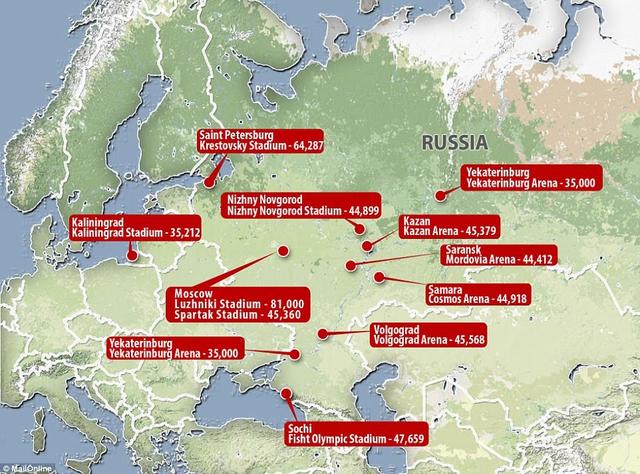 Saint Petersburg
Krestovsky Stadium - 64,287
RUSSIA
Yekaterinburg
Yekaterinburg Arena - 35,000
Nizhny Novgorod
Nizhny Novgorod Stadium - 44,899
Kaliningrad
Kaliningrad Stadium - 35,212
Kazan
Kazan Arena - 45,379
Saransk
Mordovia Arena - 44,412
Samara
Cosmos Arena - 44,918
Moscow
Luzhniki Stadium - 81,000
Spartak Stadium - 45,360
Volgograd
Volgograd Arena - 45,568
Yekaterinburg
Yekaterinburg Arena - 35,000
Sochi
Fisht Olympic Stadium - 47,659
© MailOnline